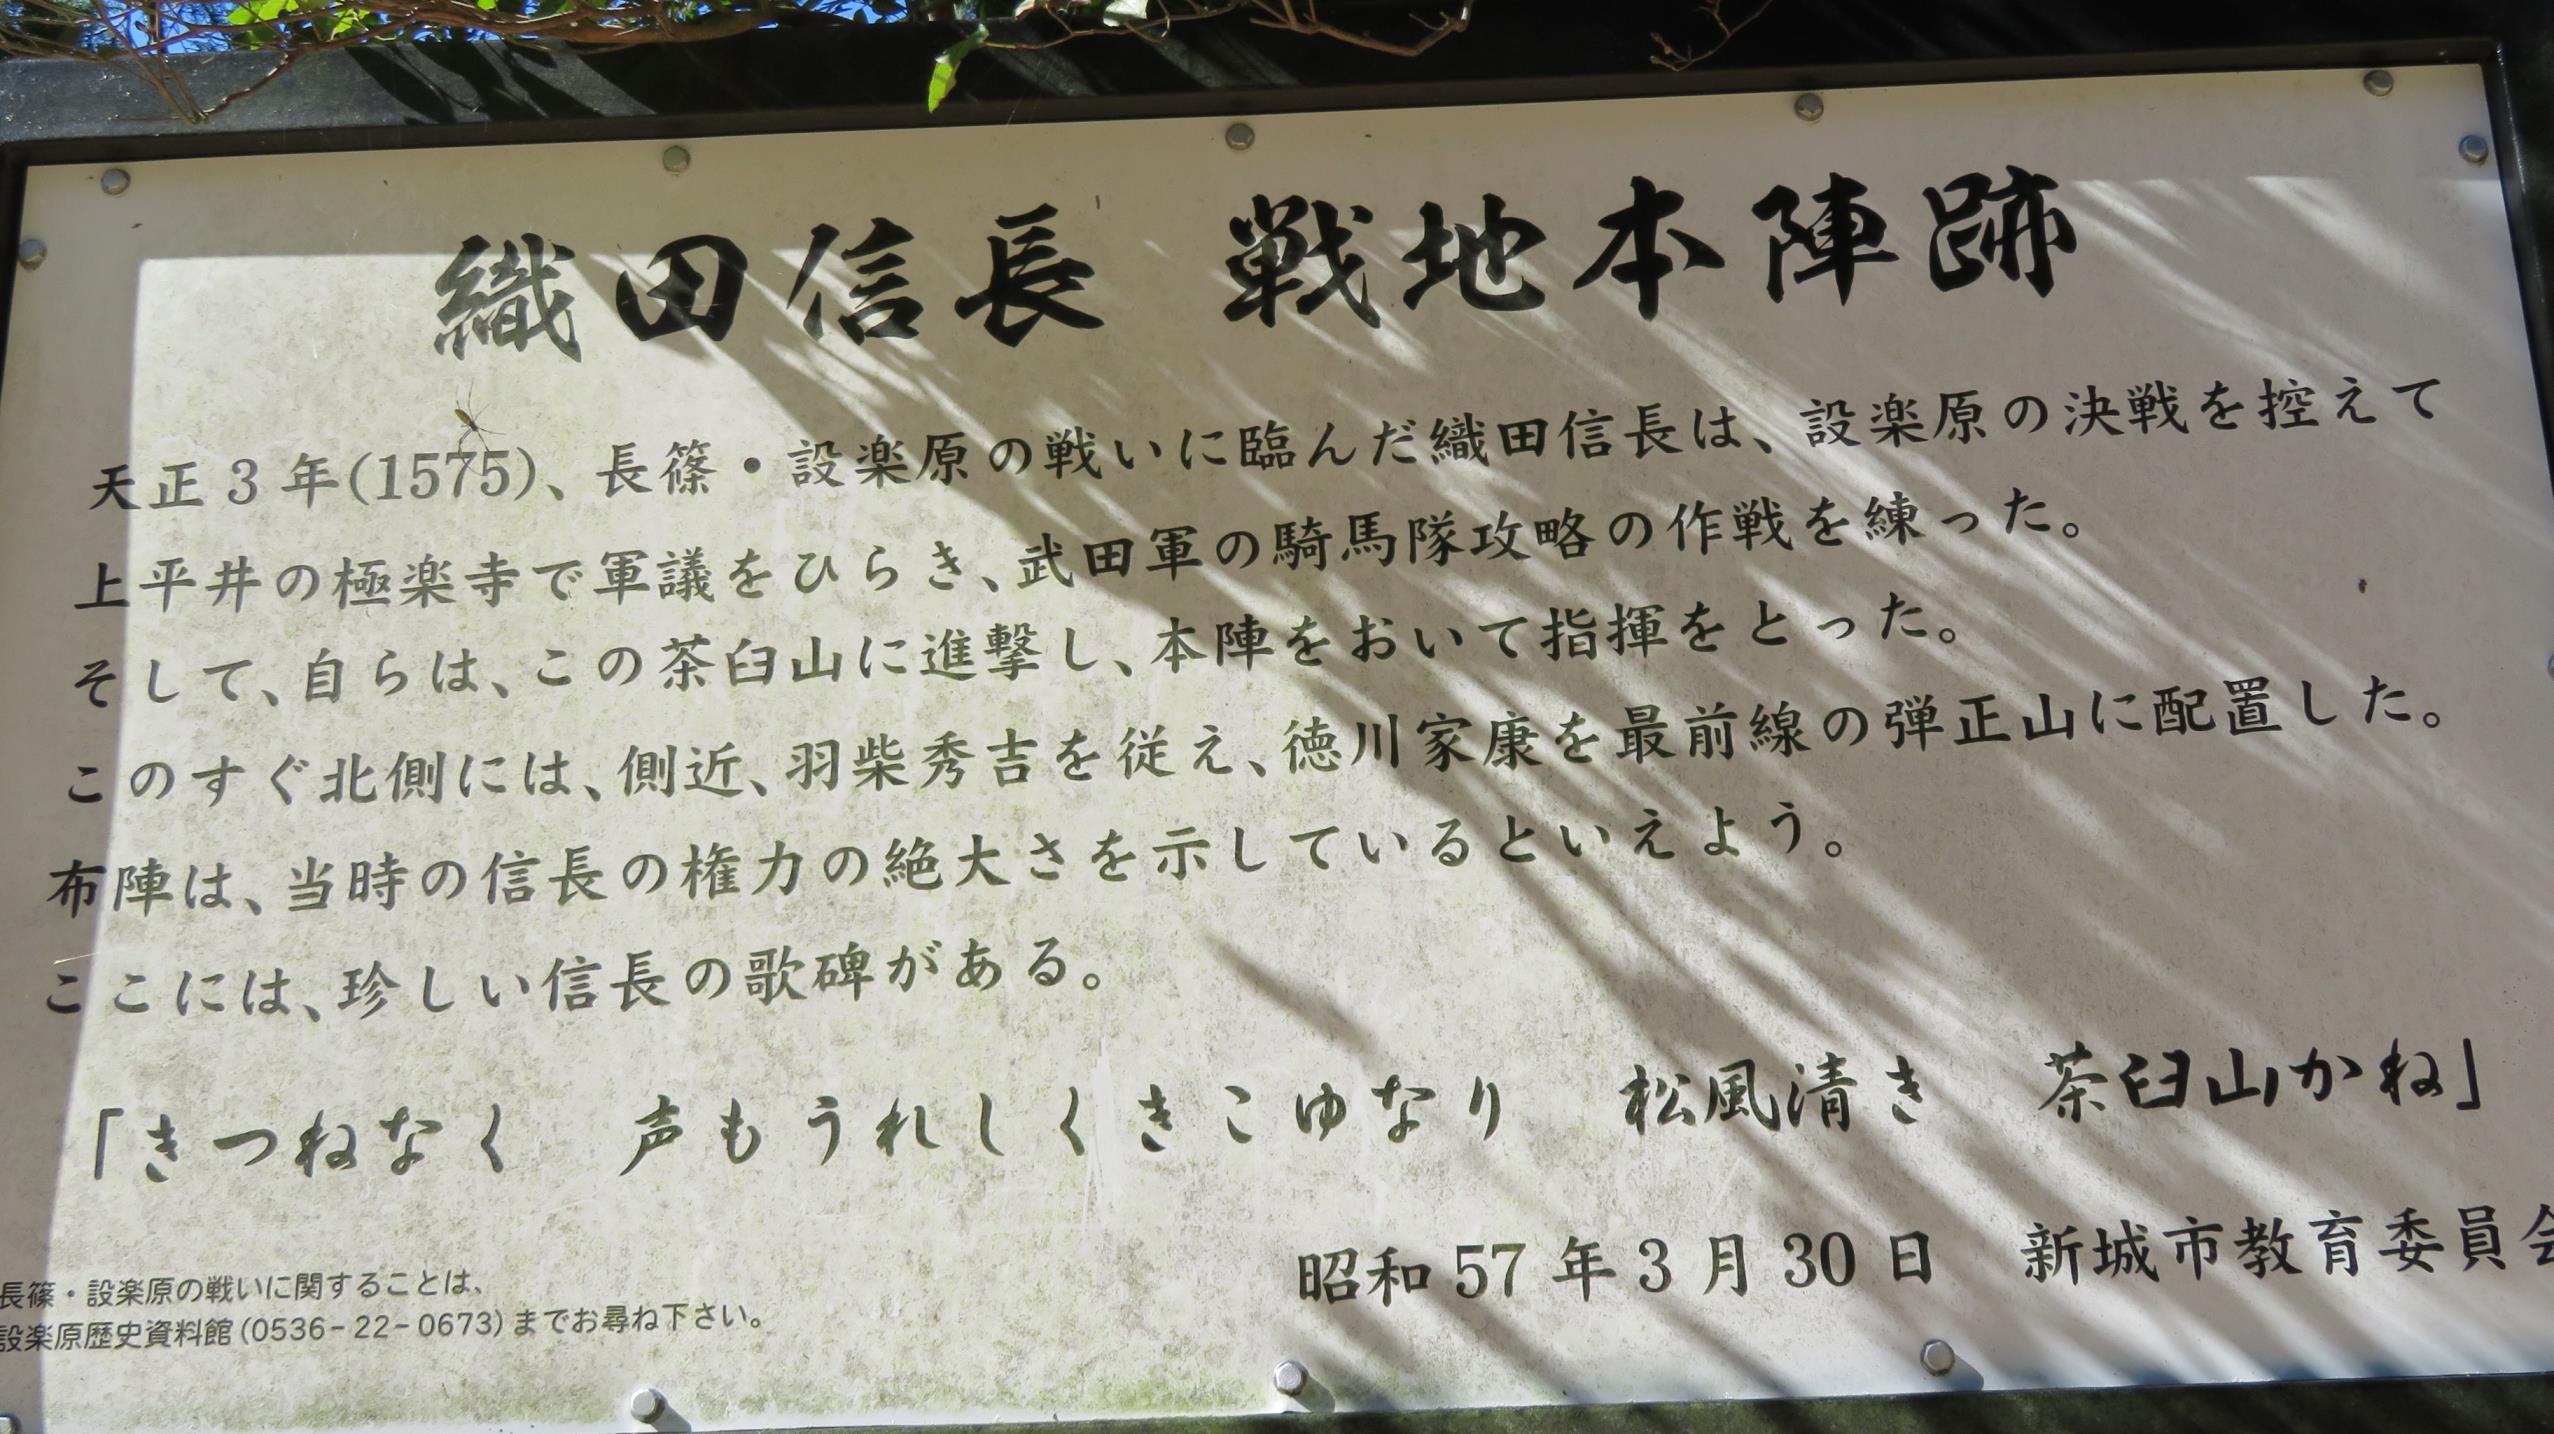 織田信長 戦地本陣跡
天正3年(1575)、長篠・設楽原の戦いに臨んだ織田信長は、設楽原の決戦を控えて
上平井の極楽寺で軍議をひらき、武田軍の騎馬隊攻略の作戦を練った。
そして、自らは、この茶臼山に進撃し、本陣をおいて指揮をとった。
このすぐ北側には、側近、羽柴秀吉を従え、徳川家康を最前線の弾正山に配置した。
布陣は、当時の信長の権力の絶大さを示しているといえよう。
ここには、珍しい信長の歌碑がある。
「きつねなく　声もうれしくきこゆなり　松風清き　茶臼山かね」
昭和57年3月30日　新城市教育委員会
長篠・設楽原の戦いに関することは、
設楽原歴史資料館(0536-22-0673)までお尋ね下さい。